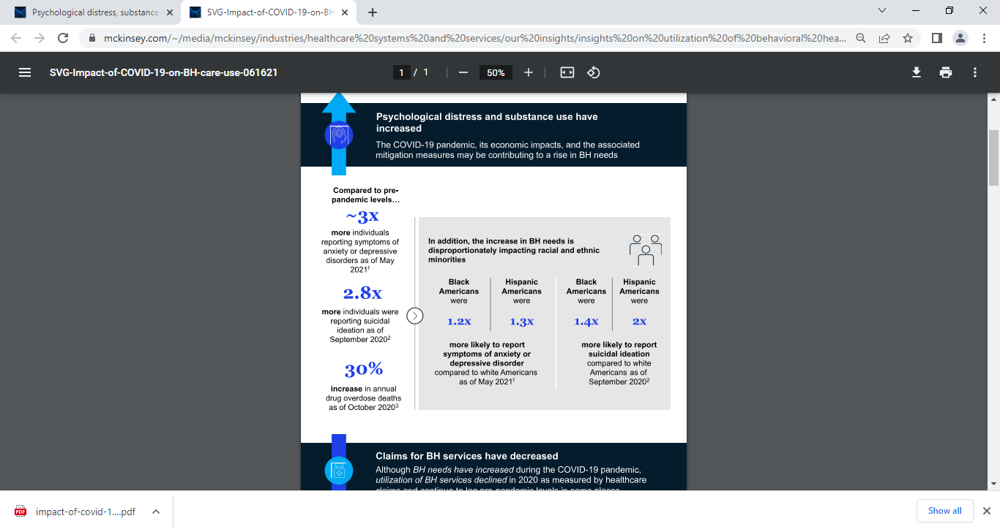 Psychological distress, substance
SVG-Impact-of-COVID-19-on-BH
mckinsey.com/~/media/mckinsey/industries/healthcare%20systems%20and%20services/our%20insights/insights%20on%20utilization%20of%20behavioral%20hea...
SVG-Impact-of-COVID-19-on-BH-care-use-061621
1 / 1
50%
Psychological distress and substance use have
increased
The COVID-19 pandemic, its economic impacts, and the associated
mitigation measures may be contributing to a rise in BH needs
Compared to pre-
pandemic levels…
~3x
more individuals
reporting symptoms of
anxiety or depressive
disorders as of May
2021¹
2.8x
more individuals were
reporting suicidal
ideation as of
September 2020²
30%
increase in annual
drug overdose deaths
as of October 2020³
In addition, the increase in BH needs is
disproportionately impacting racial and ethnic
minorities
Black
Americans
were
1.2x
Hispanic
Americans
were
1.3x
more likely to report
symptoms of anxiety or
depressive disorder
compared to white Americans
as of May 2021¹
Black
Americans
were
1.4x
Hispanic
Americans
were
2x
more likely to report
suicidal ideation
compared to white
Americans as of
September 2020²
Claims for BH services have decreased
Although BH needs have increased during the COVID-19 pandemic,
utilization of BH services declined in 2020 as measured by healthcare
claims and continue to lag pre-pandemic levels in some places
PDF
impact-of-covid-1....pdf
Show all